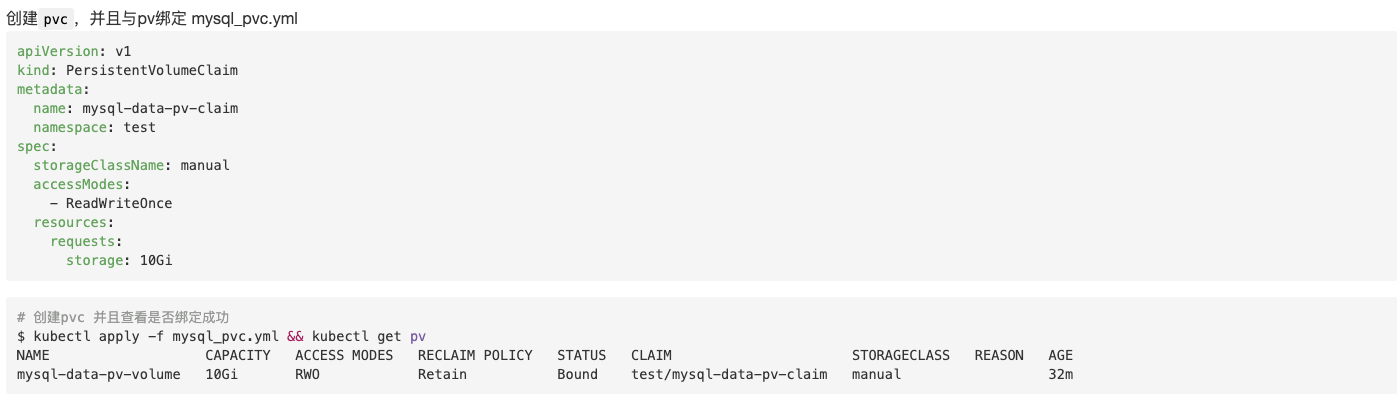 创建pvc，并且与pv绑定 mysql_pvc.yml
apiVersion: v1
kind: PersistentVolumeClaim
metadata:
  name: mysql-data-pv-claim
  namespace: test
spec:
  storageClassName: manual
  accessModes:
    - ReadWriteOnce
  resources:
    requests:
      storage: 10Gi
# 创建pvc 并且查看是否绑定成功
$ kubectl apply -f mysql_pvc.yml && kubectl get pv
NAME                   CAPACITY   ACCESS MODES   RECLAIM POLICY   STATUS   CLAIM                      STORAGECLASS   REASON   AGE
mysql-data-pv-volume   10Gi       RWO            Retain           Bound    test/mysql-data-pv-claim   manual                  32m